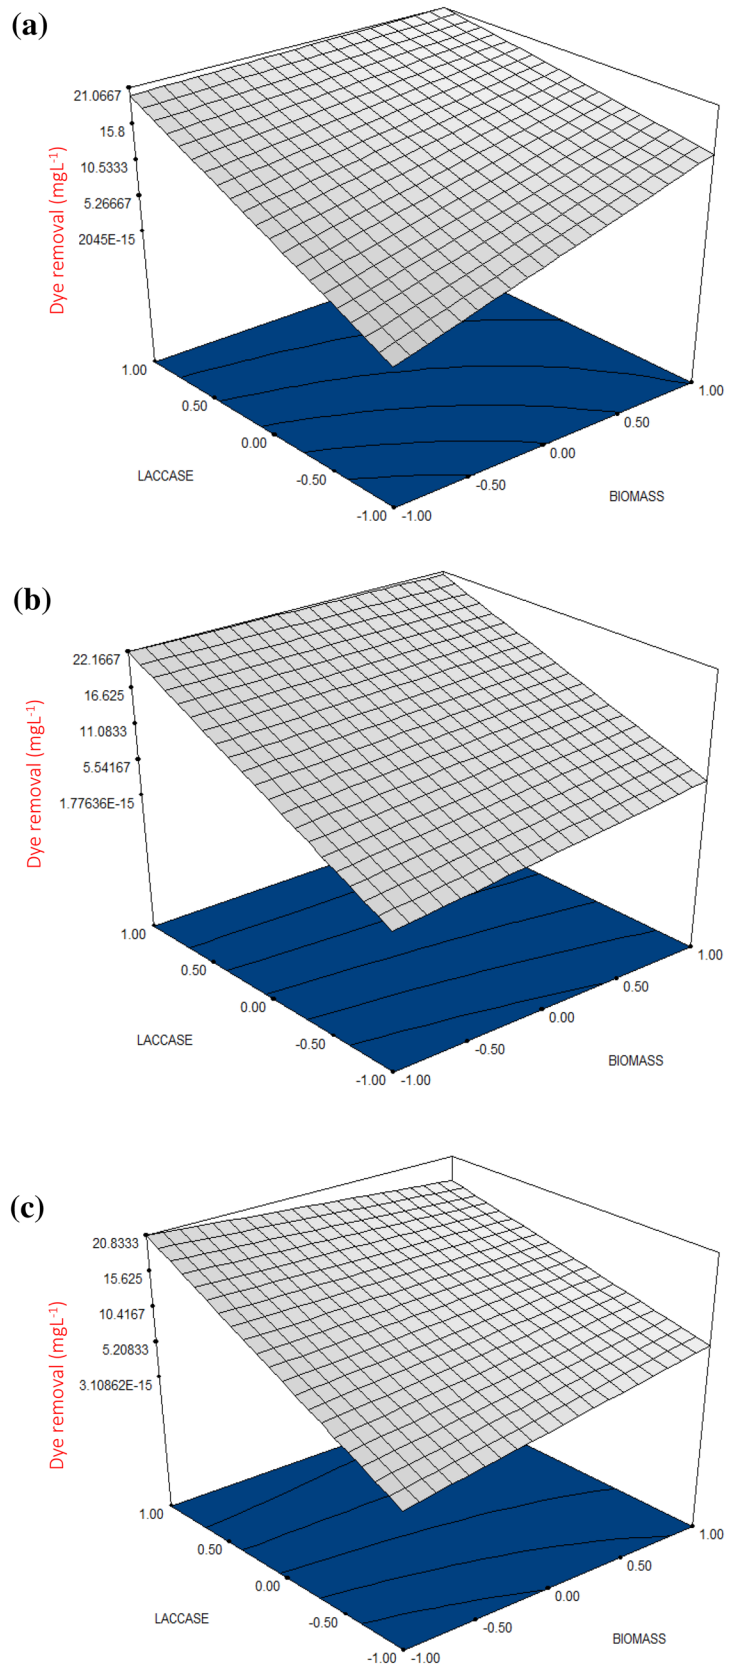 (a)
21.0667
15.8
10.5333
5.26667
2045E-15
Dye removal (mgL-1)
1.00
0.50
0.00
-0.50
-1.00
LACCASE
-1.00
-0.50
0.00
0.50
1.00
BIOMASS
(b)
22.1667
16.625
11.0833
5.54167
1.77636E-15
Dye removal (mgL-1)
1.00
0.50
0.00
-0.50
-1.00
LACCASE
-1.00
-0.50
0.00
0.50
1.00
BIOMASS
(c)
20.8333
15.625
10.4167
5.20833
3.10862E-15
Dye removal (mgL-1)
1.00
0.50
0.00
-0.50
-1.00
LACCASE
-1.00
-0.50
0.00
0.50
1.00
BIOMASS